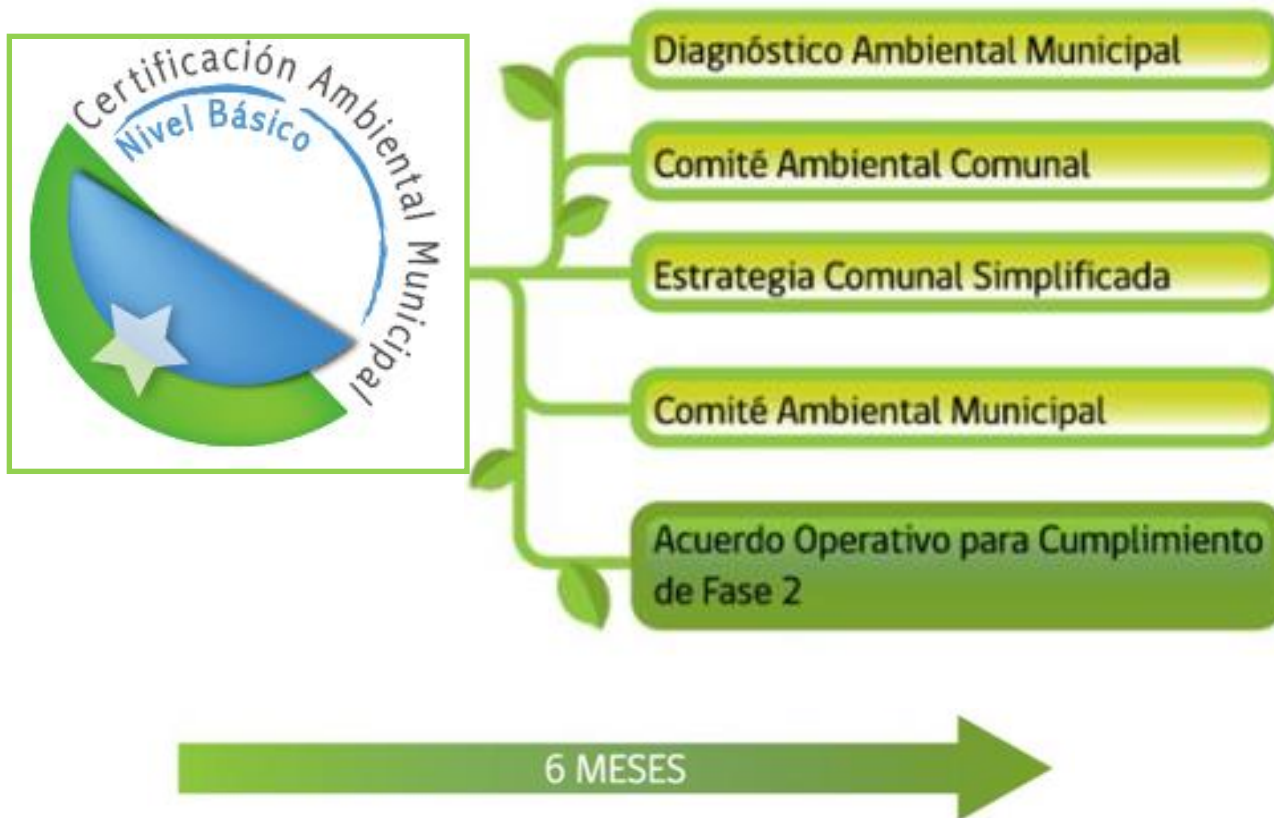 Certificación Ambiental Municipal
Nivel Básico
Diagnóstico Ambiental Municipal
Comité Ambiental Comunal
Estrategia Comunal Simplificada
Comité Ambiental Municipal
Acuerdo Operativo para Cumplimiento
de Fase 2
6 MESES